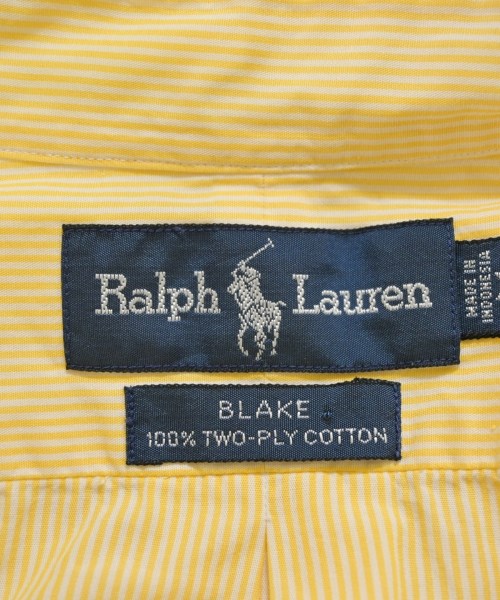 Ralph Lauren
MADE IN
INDONESIA
BLAKE
100% TWO-PLY COTTON